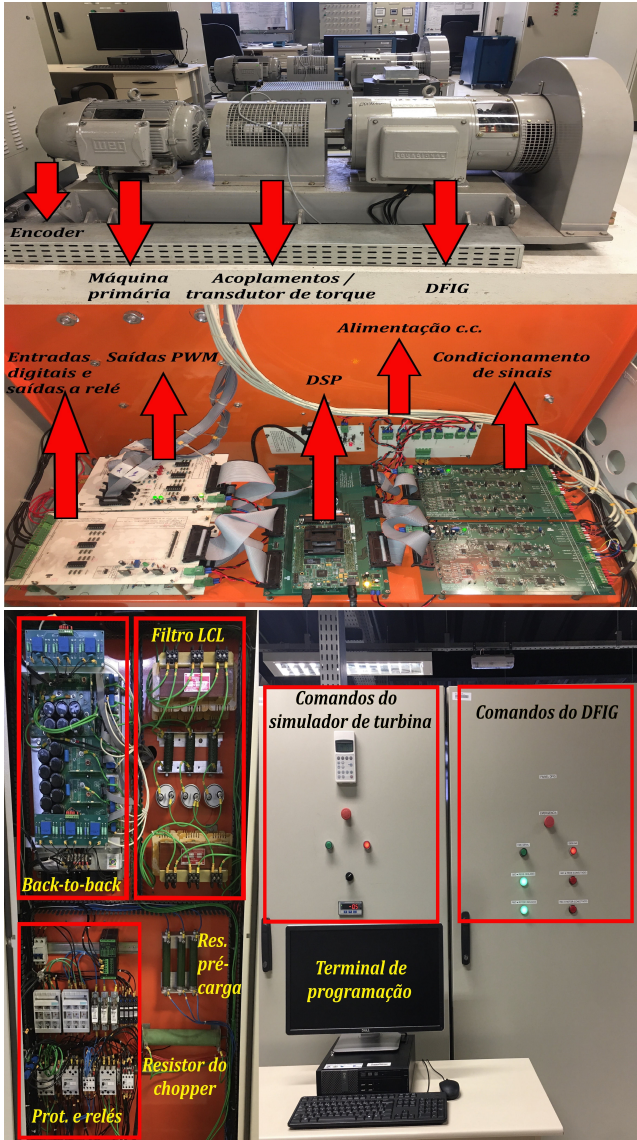 Encoder
Máquina
primária
Acoplamentos /
transdutor de torque
DFIG
Entradas
digitais e
saídas a relé
Saídas PWM
DSP
Alimentação c.c.
Condicionamento
de sinais
Back-to-back
Filtro LCL
Comandos do
simulador de turbina
Comandos do DFIG
Res.
pré-
carga
Resistor do
chopper
Prot. e relés
Terminal de
programação